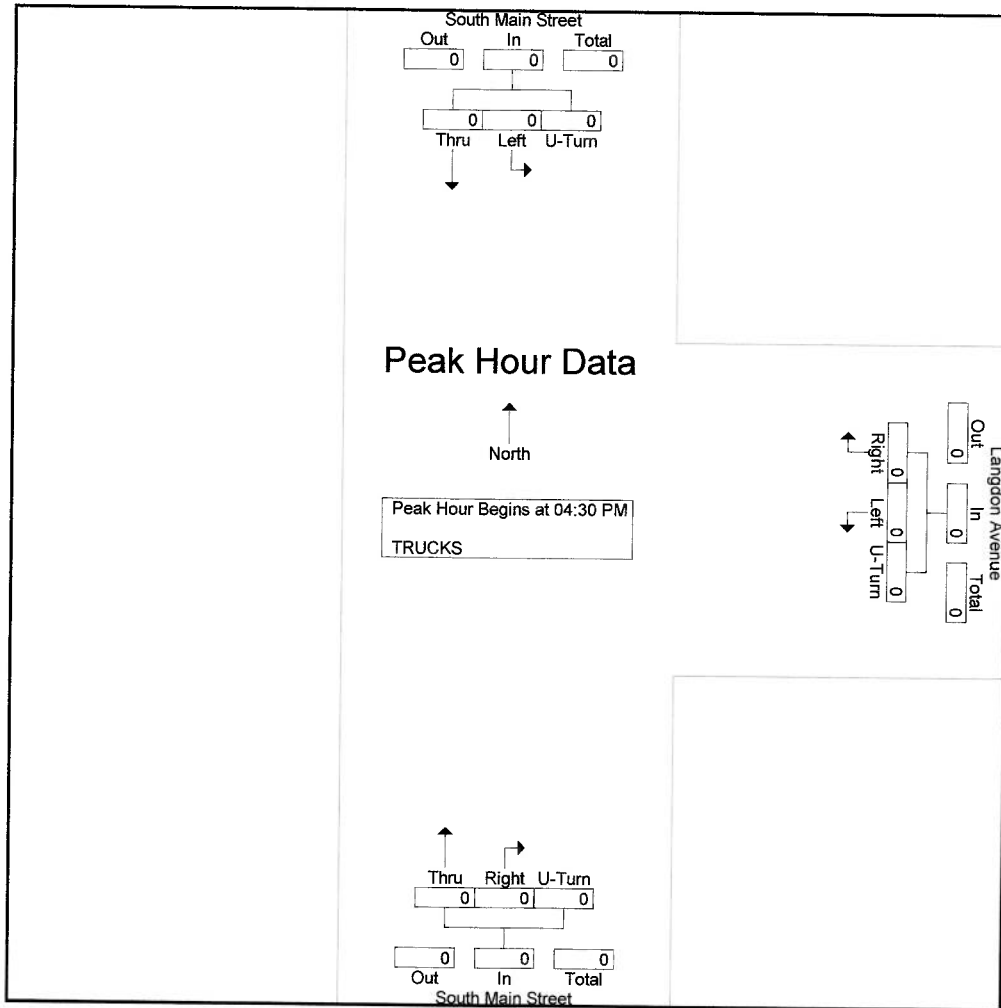 South Main Street
Out In Total
0 0 0
0 0 0
Thru Left U-Turn
Peak Hour Data
North
Peak Hour Begins at 04:30 PM
TRUCKS
Langdon Avenue
Out In Total
0 0 0
0 0 0
Right Left U-Turn
Thru Right U-Turn
0 0 0
0 0 0
Out In Total
South Main Street